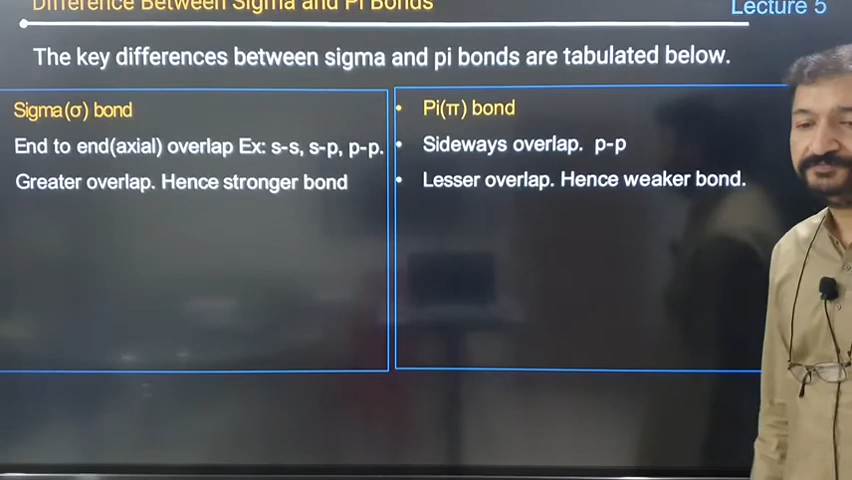 Difference Between Sigma and Pi Bonds
Lecture 5
The key differences between sigma and pi bonds are tabulated below.
Sigma(σ) bond
End to end(axial) overlap Ex: s-s, s-p, p-p.
Greater overlap. Hence stronger bond
• Pi(π) bond
• Sideways overlap. p-p
• Lesser overlap. Hence weaker bond.